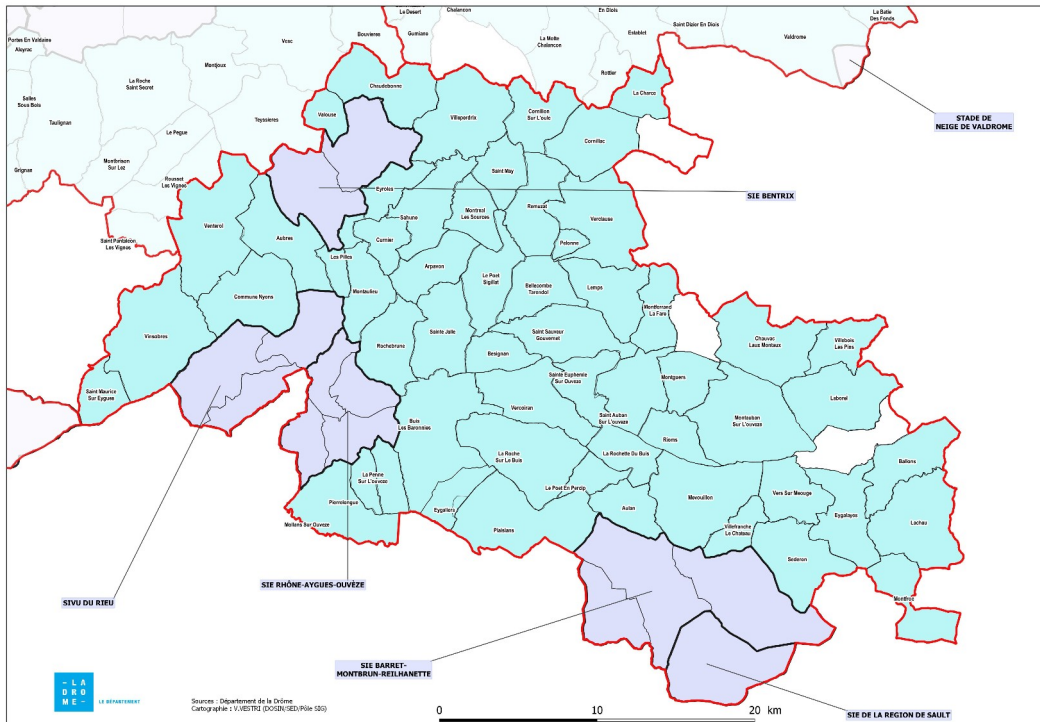 La Batie
Des Fonds
En Diois
Le Desert
Chalancon
Gumians
Bouvieres
Establet
Saint Dizier En Diois
Valdrome
La Motte
Chalancon
Rottier
Portes En Valdaine
Aleyrac
Vesc
Montjoux
La Roche
Saint Secret
Salles
Sous Bois
Taulignan
Teyssieres
Le Pegue
Montbrison
Sur Lez
Grignan
Rousset
Les Vignes
Saint Pantaleon
Les Vignes
STADE DE
NEIGE DE VALDROME
Chaudebonne
Valouse
Villeperdrix
Cornillon
Sur L'oule
La Charce
Cornillac
SIE BENTRIX
Eyroles
Saint May
Remuzat
Sahune
Montreal
Les Sources
Verclause
Venterol
Aubres
Curnier
Pelonne
Les Pilles
Arpavon
Montaulieu
Le Poet
Sigillat
Bellecombe
Tarendol
Lemps
Commune Nyons
Montferrand
La Fare
Vinsobres
Rochebrune
Sainte Jalle
Saint Sauveur
Gouvernet
Besignan
Chauvac
Laux Montaux
Villebois
Les Pins
Saint Maurice
Sur Eygues
Sainte Euphemie
Sur Ouveze
Montguers
Laborel
Vercoiran
Buis
Les Baronnies
Saint Auban
Sur L'ouveze
Montauban
Sur L'ouveze
Rioms
La Roche
Sur Le Buis
La Rochette Du Buis
Ballons
La Penne
Sur L'ouveze
Pierrelongue
Le Poet En Percip
Mevouillon
Vers Sur Meouge
Eygalayes
Mollans Sur Ouveze
Eygaliers
Plaisians
Aulan
Villefranche
Le Chateau
Lachau
Sederon
Montfroc
SIE RHÔNE-AYGUES-OUVÈZE
SIVU DU RIEU
SIE BARRET-
MONTBRUN-REILHANETTE
SIE DE LA REGION DE SAULT
- L A
D R Ô
M E -
LE DÉPARTEMENT
Sources : Département de la Drôme
Cartographie : V.VESTRI (DOSIN/SED/Pôle SIG)
0 10 20 km